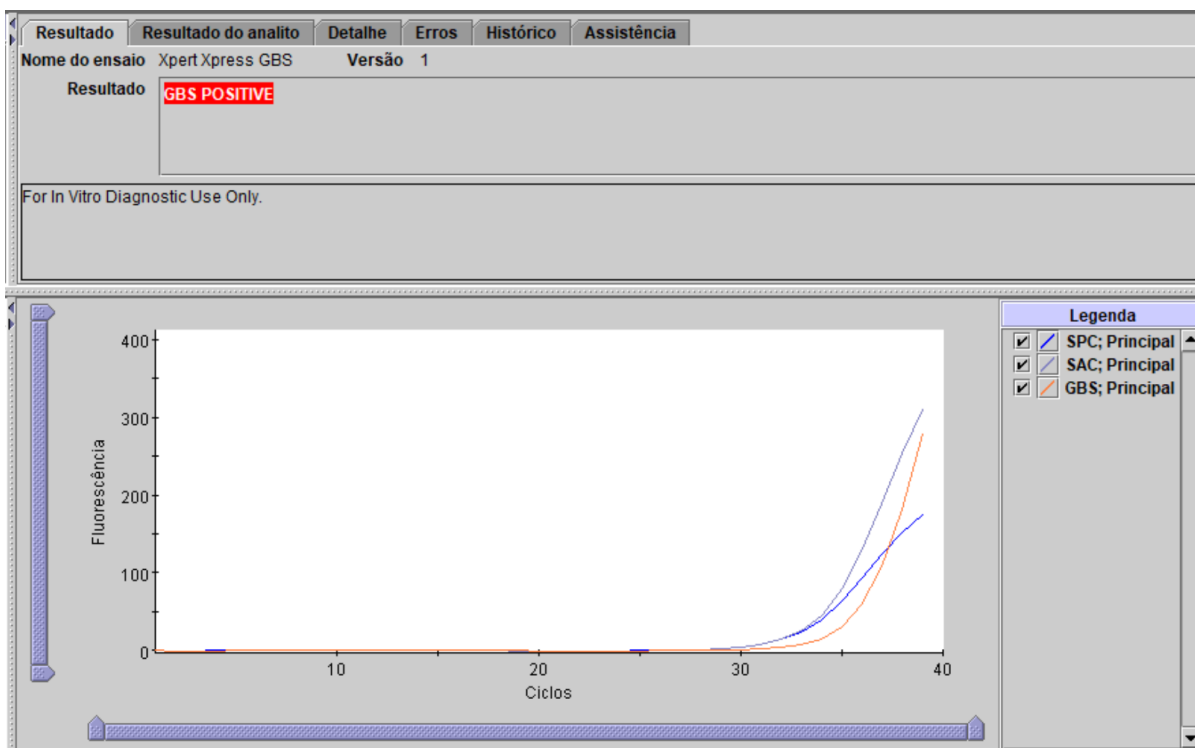 Resultado Resultado do analito Detalhe Erros Histórico Assistência
Nome do ensaio Xpert Xpress GBS Versão 1
Resultado GBS POSITIVE
For In Vitro Diagnostic Use Only.
Legenda
SPC; Principal
SAC; Principal
GBS; Principal
Fluorescência
400
300
200
100
0
10 20 30 40
Ciclos